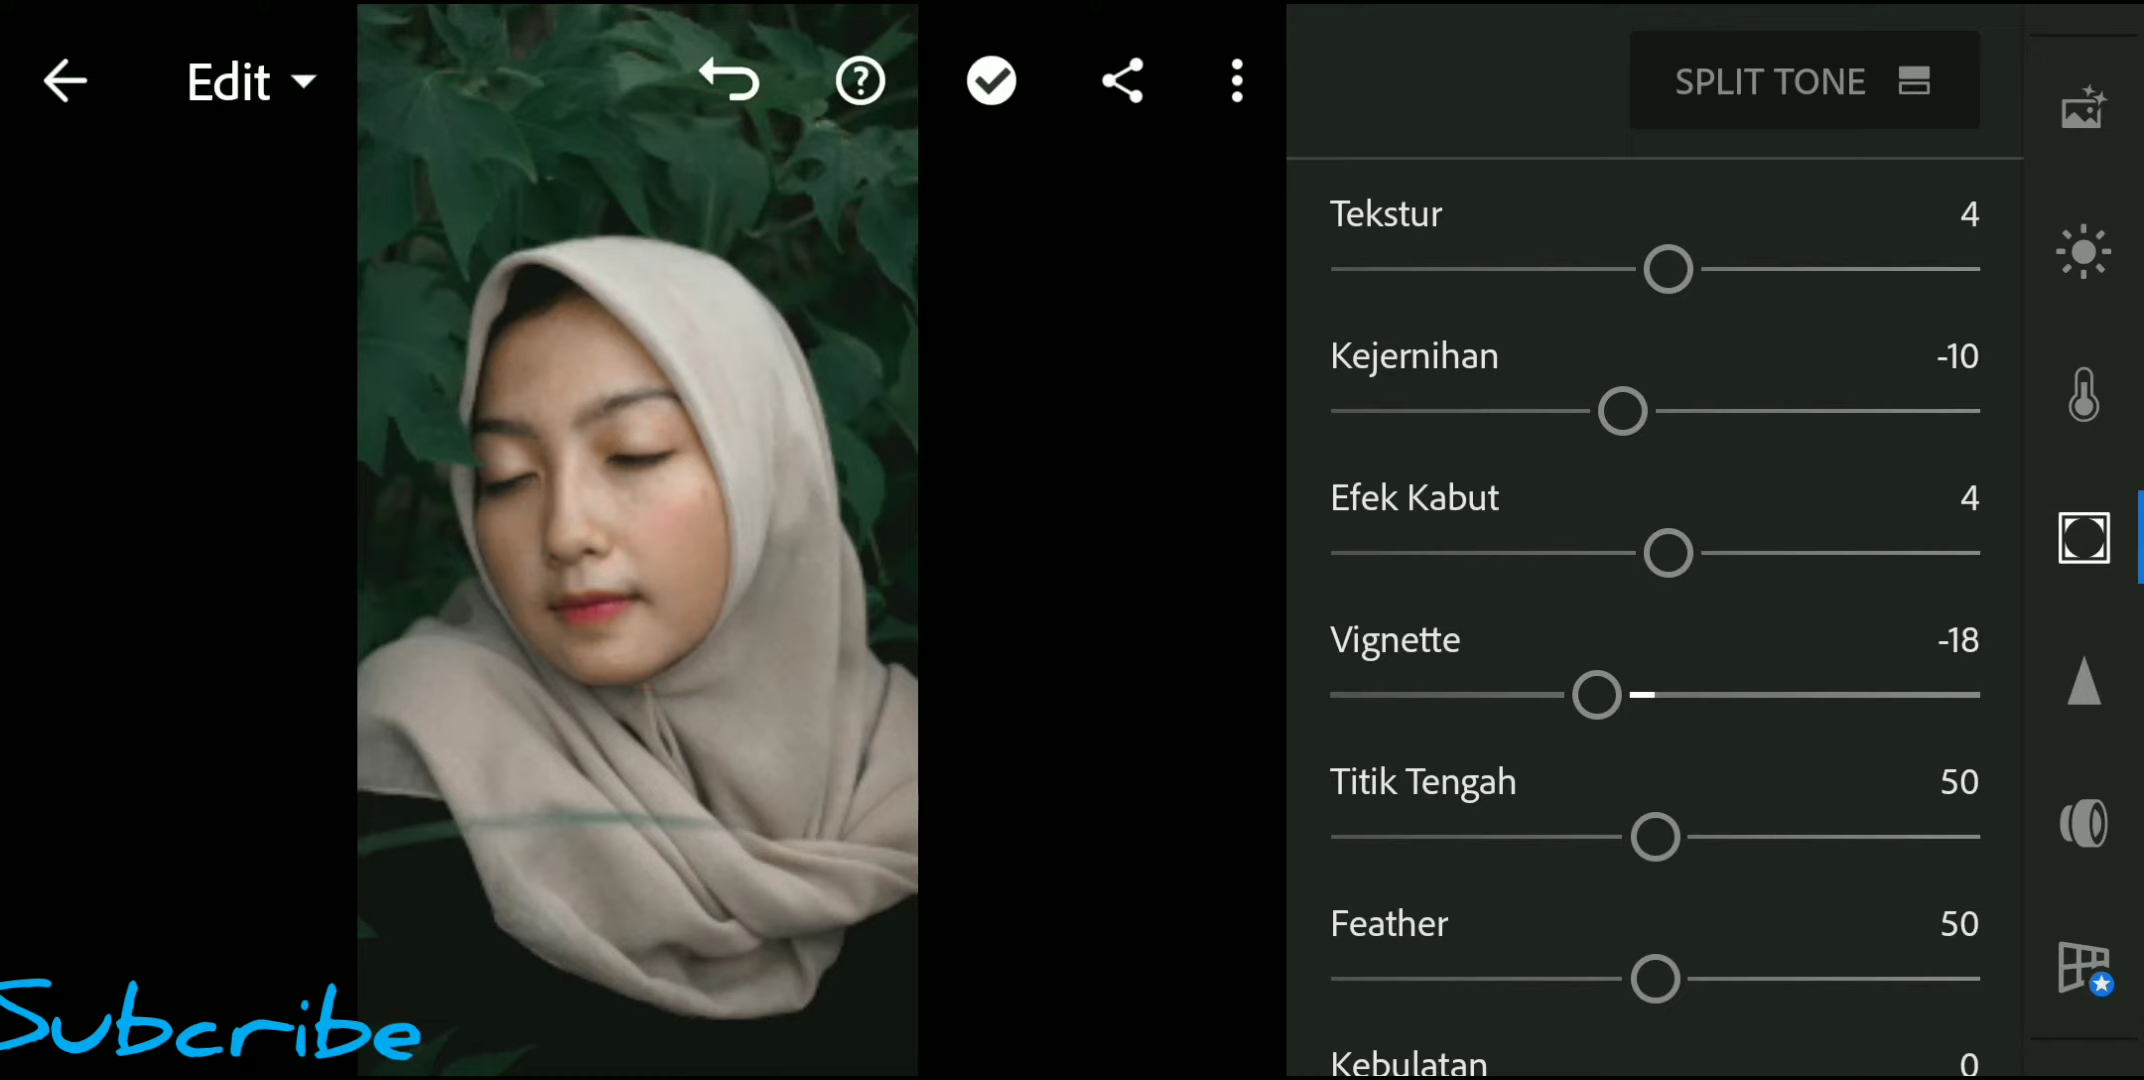 Edit
SPLIT TONE
Tekstur 4
Kejernihan -10
Efek Kabut 4
Vignette -18
Titik Tengah 50
Feather 50
Kebulatan 0
Subcribe